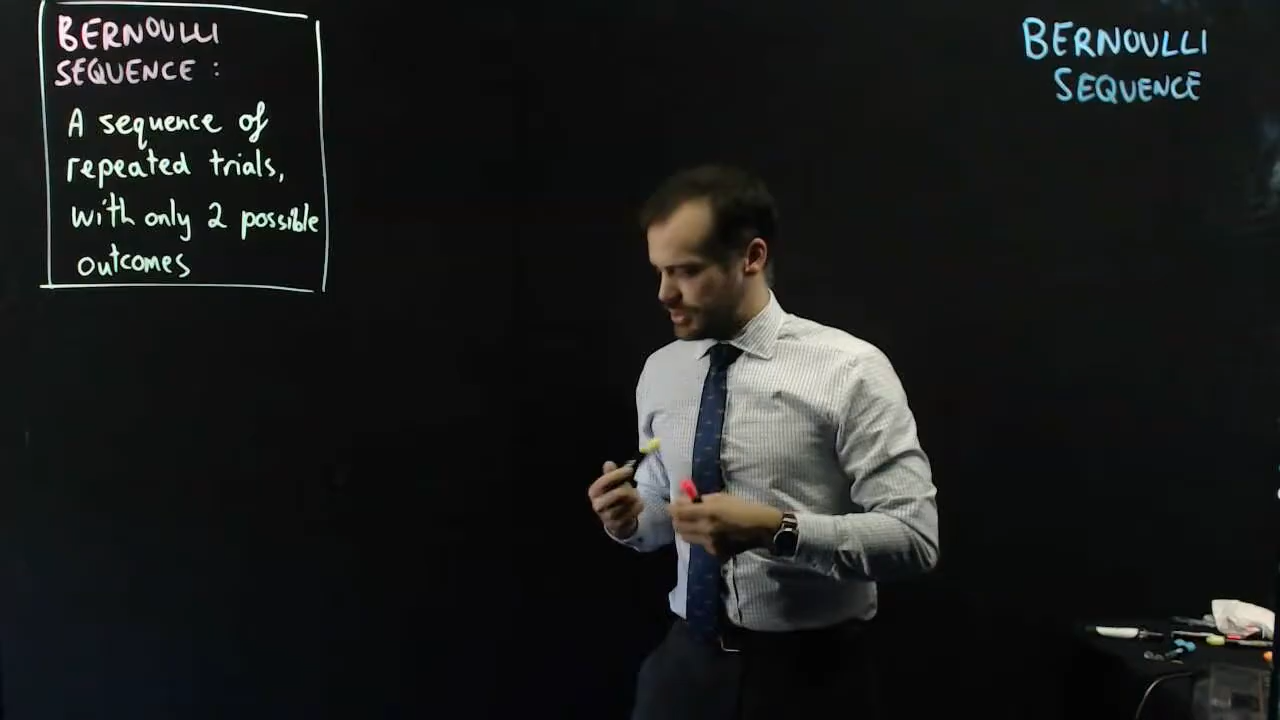 BERNOULLI
SEQUENCE :
A sequence of
repeated trials,
with only 2 possible
outcomes
BERNOULLI
SEQUENCE